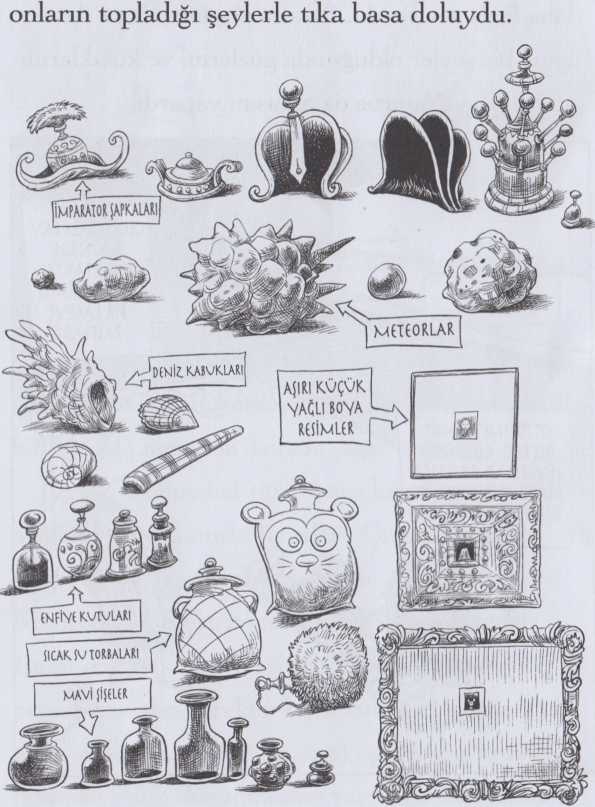 onların topladığı şeylerle tıka basa doluydu.
İMPARATOR ŞAPKALARI
METEORLAR
DENİZ KABUKLARI
AŞIRI KÜÇÜK
YAĞLI BOYA
RESİMLER
ENFİYE KUTULARI
SICAK SU TORBALARI
MAVİ ŞİŞELER